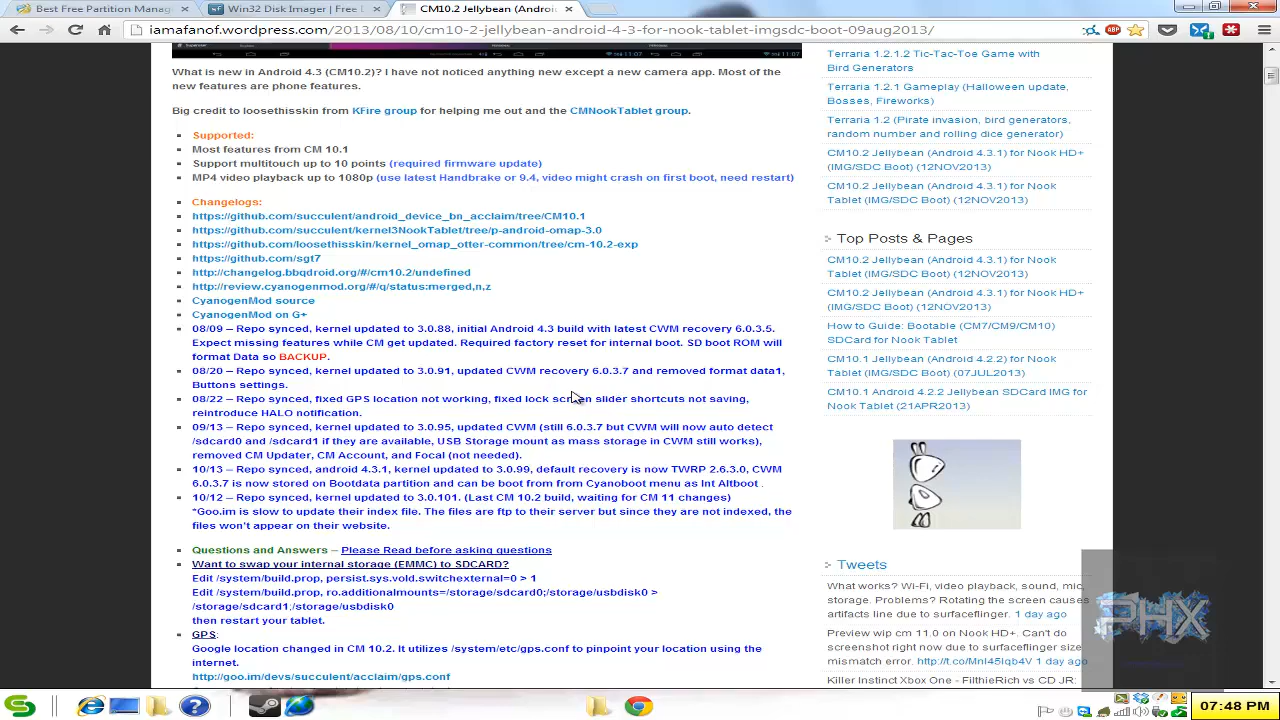 Best Free Partition Manag
Win32 Disk Imager | Free D
CM10.2 Jellybean (Androi
iamafanof.wordpress.com/2013/08/10/cm10-2-jellybean-android-4-3-for-nook-tablet-imgsdc-boot-09aug2013/
What is new in Android 4.3 (CM10.2)? I have not noticed anything new except a new camera app. Most of the
new features are phone features.
Big credit to loosethisskin from KFire group for helping me out and the CMNookTablet group.
Supported:
Most features from CM 10.1
Support multitouch up to 10 points (required firmware update)
MP4 video playback up to 1080p (use latest Handbrake or 9.4, video might crash on first boot, need restart)
Changelogs:
https://github.com/succulent/android_device_bn_acclaim/tree/CM10.1
https://github.com/succulent/kernel3NookTablet/tree/p-android-omap-3.0
https://github.com/loosethisskin/kernel_omap_otter-common/tree/cm-10.2-exp
https://github.com/sgt7
http://changelog.bbqdroid.org/#/cm10.2/undefined
http://review.cyanogenmod.org/#/q/status:merged,n,z
CyanogenMod source
CyanogenMod on G+
08/09 – Repo synced, kernel updated to 3.0.88, initial Android 4.3 build with latest CWM recovery 6.0.3.5.
Expect missing features while CM get updated. Required factory reset for internal boot. SD boot ROM will
format Data so BACKUP.
08/20 – Repo synced, kernel updated to 3.0.91, updated CWM recovery 6.0.3.7 and removed format data1,
Buttons settings.
08/22 – Repo synced, fixed GPS location not working, fixed lock screen slider shortcuts not saving,
reintroduce HALO notification.
09/13 – Repo synced, kernel updated to 3.0.95, updated CWM (still 6.0.3.7 but CWM will now auto detect
/sdcard0 and /sdcard1 if they are available, USB Storage mount as mass storage in CWM still works),
removed CM Updater, CM Account, and Focal (not needed).
10/13 – Repo synced, android 4.3.1, kernel updated to 3.0.99, default recovery is now TWRP 2.6.3.0, CWM
6.0.3.7 is now stored on Bootdata partition and can be boot from from Cyanoboot menu as Int Altboot .
10/12 – Repo synced, kernel updated to 3.0.101. (Last CM 10.2 build, waiting for CM 11 changes)
*Goo.im is slow to update their index file. The files are ftp to their server but since they are not indexed, the
files won't appear on their website.
Questions and Answers – Please Read before asking questions
Want to swap your internal storage (EMMC) to SDCARD?
Edit /system/build.prop, persist.sys.vold.switchexternal=0 > 1
Edit /system/build.prop, ro.additionalmounts=/storage/sdcard0;/storage/usbdisk0 >
/storage/sdcard1;/storage/usbdisk0
then restart your tablet.
GPS:
Google location changed in CM 10.2. It utilizes /system/etc/gps.conf to pinpoint your location using the
internet.
http://goo.im/devs/succulent/acclaim/gps.conf
Terraria 1.2.1.2 Tic-Tac-Toe Game with
Bird Generators
Terraria 1.2.1 Gameplay (Halloween update,
Bosses, Fireworks)
Terraria 1.2 (Pirate invasion, bird generators,
random number and rolling dice generator)
CM10.2 Jellybean (Android 4.3.1) for Nook HD+
(IMG/SDC Boot) (12NOV2013)
CM10.2 Jellybean (Android 4.3.1) for Nook
Tablet (IMG/SDC Boot) (12NOV2013)
Top Posts & Pages
CM10.2 Jellybean (Android 4.3.1) for Nook
Tablet (IMG/SDC Boot) (12NOV2013)
CM10.2 Jellybean (Android 4.3.1) for Nook HD+
(IMG/SDC Boot) (12NOV2013)
How to Guide: Bootable (CM7/CM9/CM10)
SDCard for Nook Tablet
CM10.1 Jellybean (Android 4.2.2) for Nook
Tablet (IMG/SDC Boot) (07JUL2013)
CM10.1 Android 4.2.2 Jellybean SDCard IMG for
Nook Tablet (21APR2013)
Tweets
What works? Wi-Fi, video playback, sound, mic,
storage. Problems? Rotating the screen causes
artifacts line due to surfaceflinger. 1 day ago
Preview wip cm 11.0 on Nook HD+. Can't do
screenshot right now due to surfaceflinger size
mismatch error. http://t.co/MnI45Iqb4V 1 day ago
Killer Instinct Xbox One - FilthieRich vs CD JR:
PHX
07:48 PM